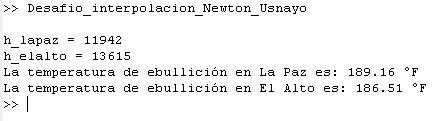 >> Desafio_interpolacion_Newton_Usnayo
h_lapaz = 11942
h_elalto = 13615
La temperatura de ebullición en La Paz es: 189.16 °F
La temperatura de ebullición en El Alto es: 186.51 °F
>>